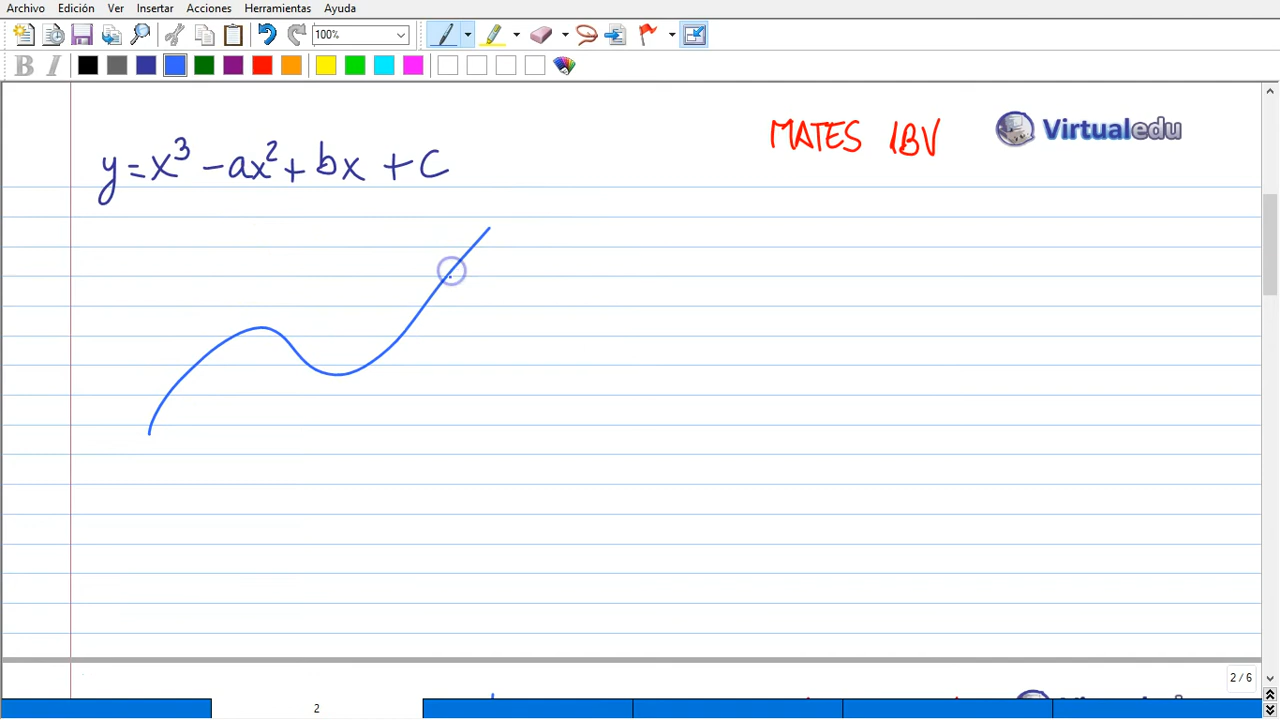 Archivo Edición Ver Insertar Acciones Herramientas Ayuda
100%
B I
MATES 1BV
Virtualedu
y=x³ -ax²+bx +c
2 / 6
2